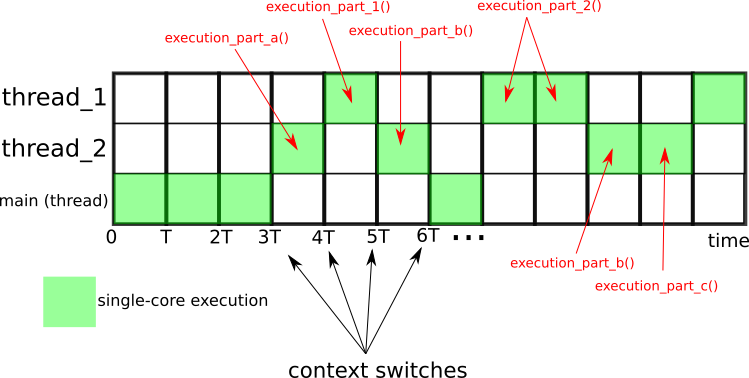 execution_part_1()
execution_part_2()
execution_part_a()
execution_part_b()
thread_1
thread_2
main (thread)
0 T 2T 3T 4T 5T 6T ... time
execution_part_b()
execution_part_c()
single-core execution
context switches